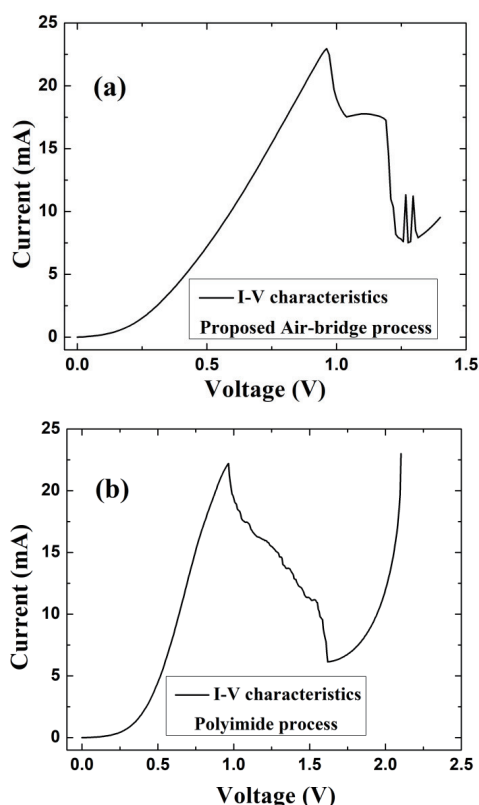 25
20
15
10
5
0
Current (mA)
(a)
I-V characteristics
Proposed Air-bridge process
0.0 0.5 1.0 1.5
Voltage (V)
25
20
15
10
5
0
Current (mA)
(b)
I-V characteristics
Polyimide process
0.0 0.5 1.0 1.5 2.0 2.5
Voltage (V)